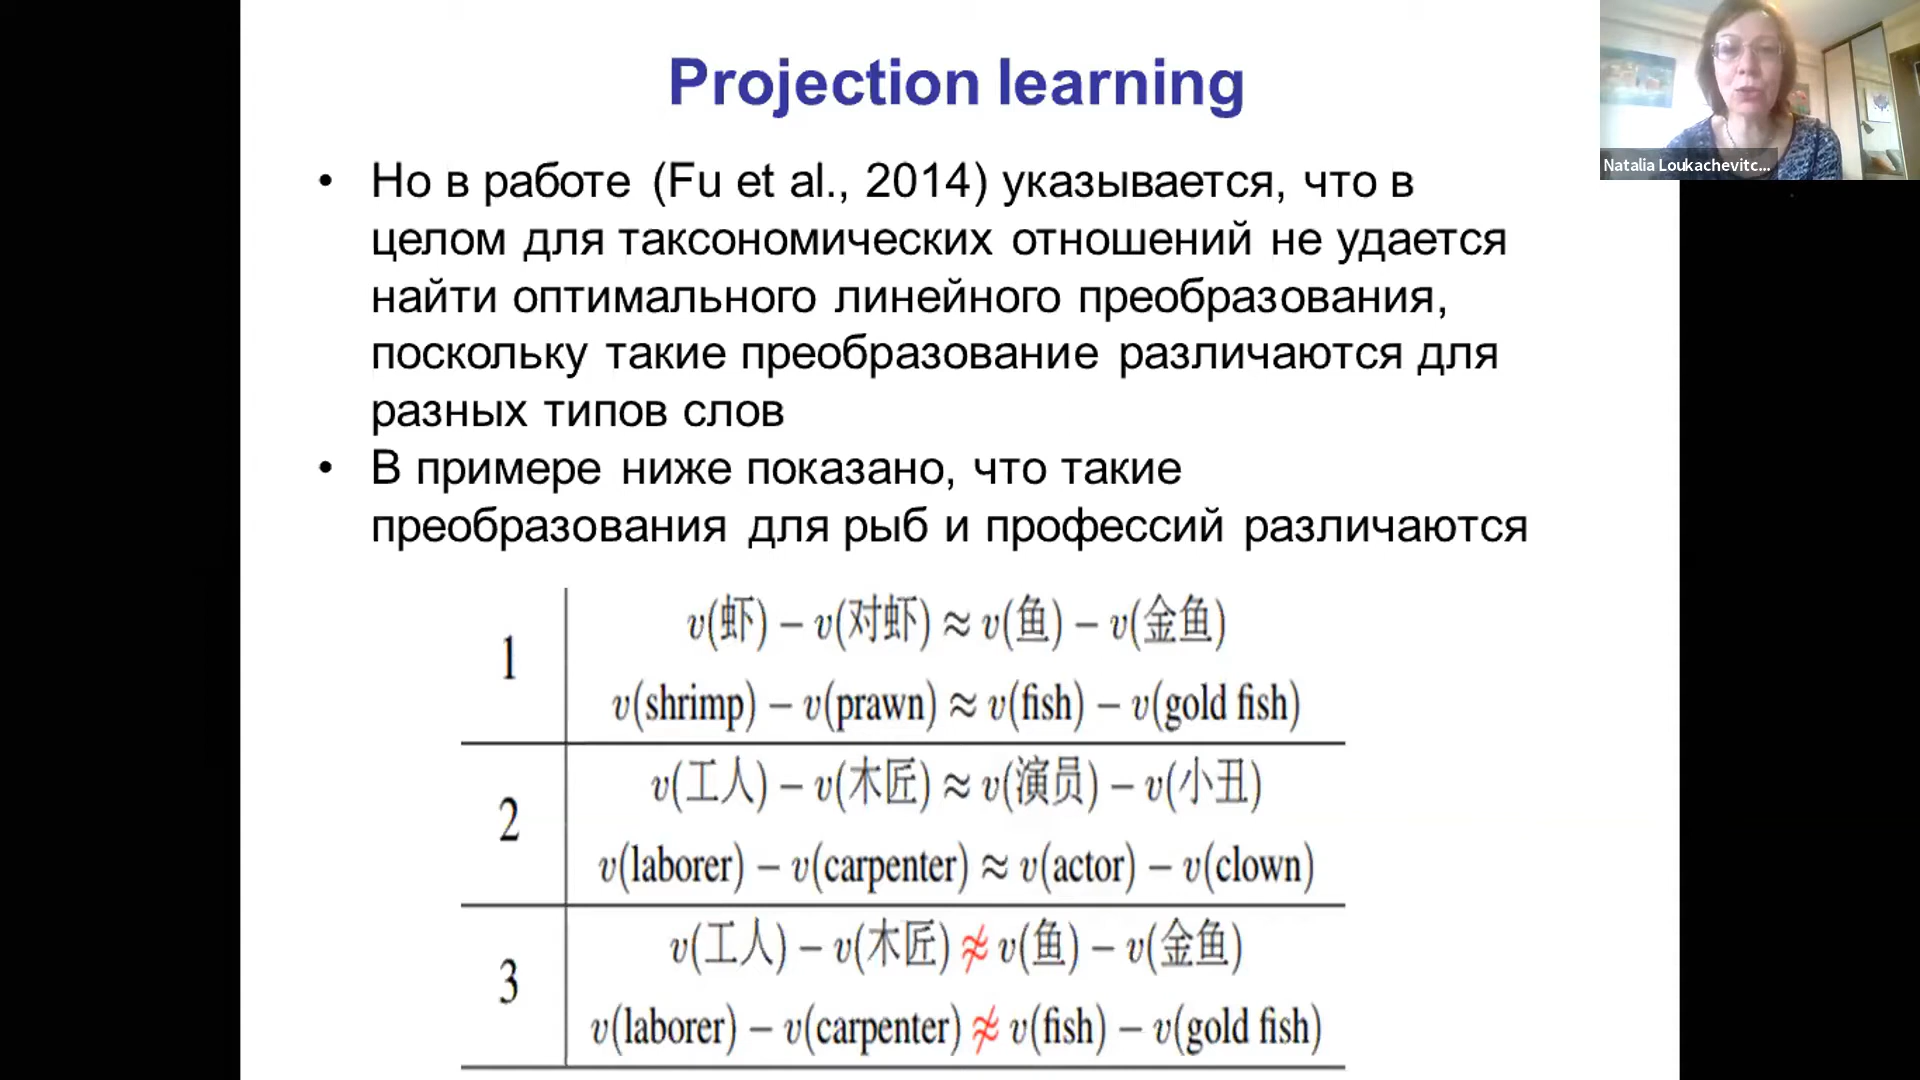 Projection learning
Natalia Loukachevitc...
• Но в работе (Fu et al., 2014) указывается, что в
целом для таксономических отношений не удается
найти оптимального линейного преобразования,
поскольку такие преобразование различаются для
разных типов слов
• В примере ниже показано, что такие
преобразования для рыб и профессий различаются
1
v(虾) − v(对虾) ≈ v(鱼) − v(金鱼)
v(shrimp) − v(prawn) ≈ v(fish) − v(gold fish)
2
v(工人) − v(木匠) ≈ v(演员) − v(小丑)
v(laborer) − v(carpenter) ≈ v(actor) − v(clown)
3
v(工人) − v(木匠) ≉ v(鱼) − v(金鱼)
v(laborer) − v(carpenter) ≉ v(fish) − v(gold fish)